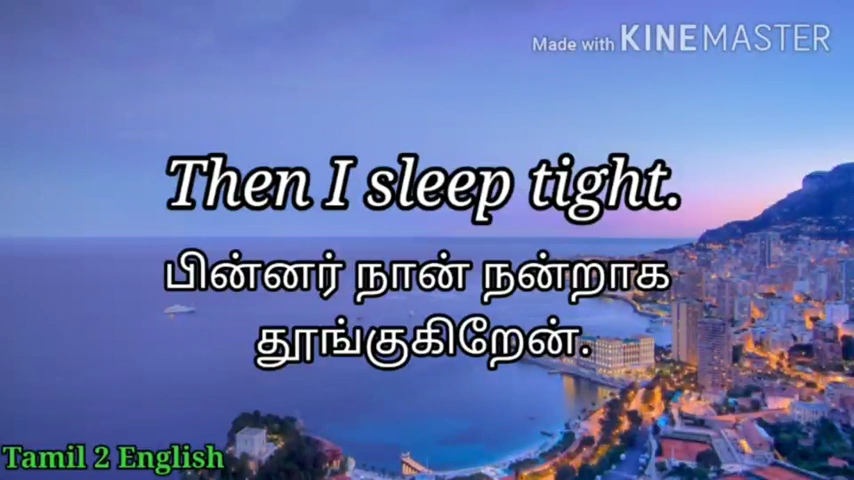 Made with KINEMASTER
Then I sleep tight.
பின்னர் நான் நன்றாக
தூங்குகிறேன்.
Tamil 2 English